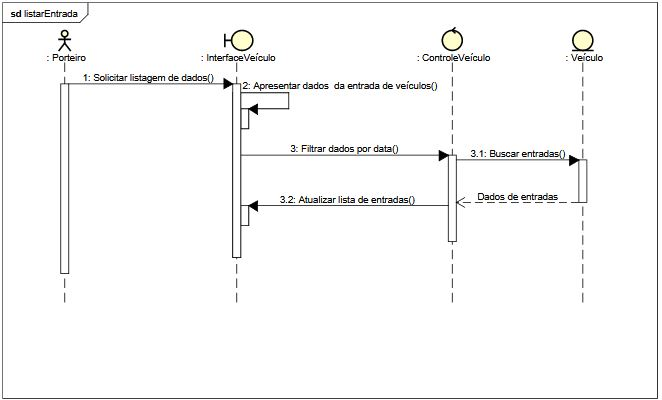 sd listarEntrada
: Porteiro
: InterfaceVeículo
: ControleVeículo
: Veículo
1: Solicitar listagem de dados()
2: Apresentar dados  da entrada de veículos()
3: Filtrar dados por data()
3.1: Buscar entradas()
Dados de entradas
3.2: Atualizar lista de entradas()